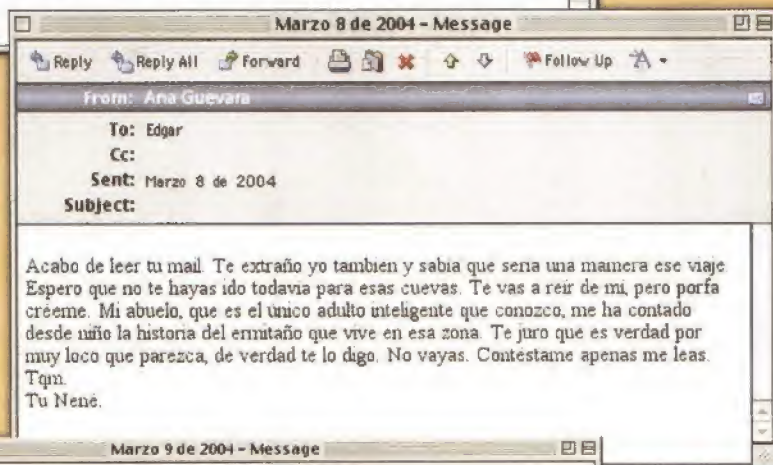 Marzo 8 de 2004 - Message
Reply Reply All Forward Follow Up
From: Ana Guevara
To: Edgar
Cc:
Sent: Marzo 8 de 2004
Subject:
Acabo de leer tu mail. Te extraño yo tambien y sabia que seria una mamera ese viaje.
Espero que no te hayas ido todavia para esas cuevas. Te vas a reir de mi, pero porfa
créeme. Mi abuelo, que es el único adulto inteligente que conozco, me ha contado
desde niño la historia del ermitaño que vive en esa zona. Te juro que es verdad por
muy loco que parezca, de verdad te lo digo. No vayas. Contéstame apenas me leas.
Tqm.
Tu Nené.
Marzo 9 de 2004 - Message